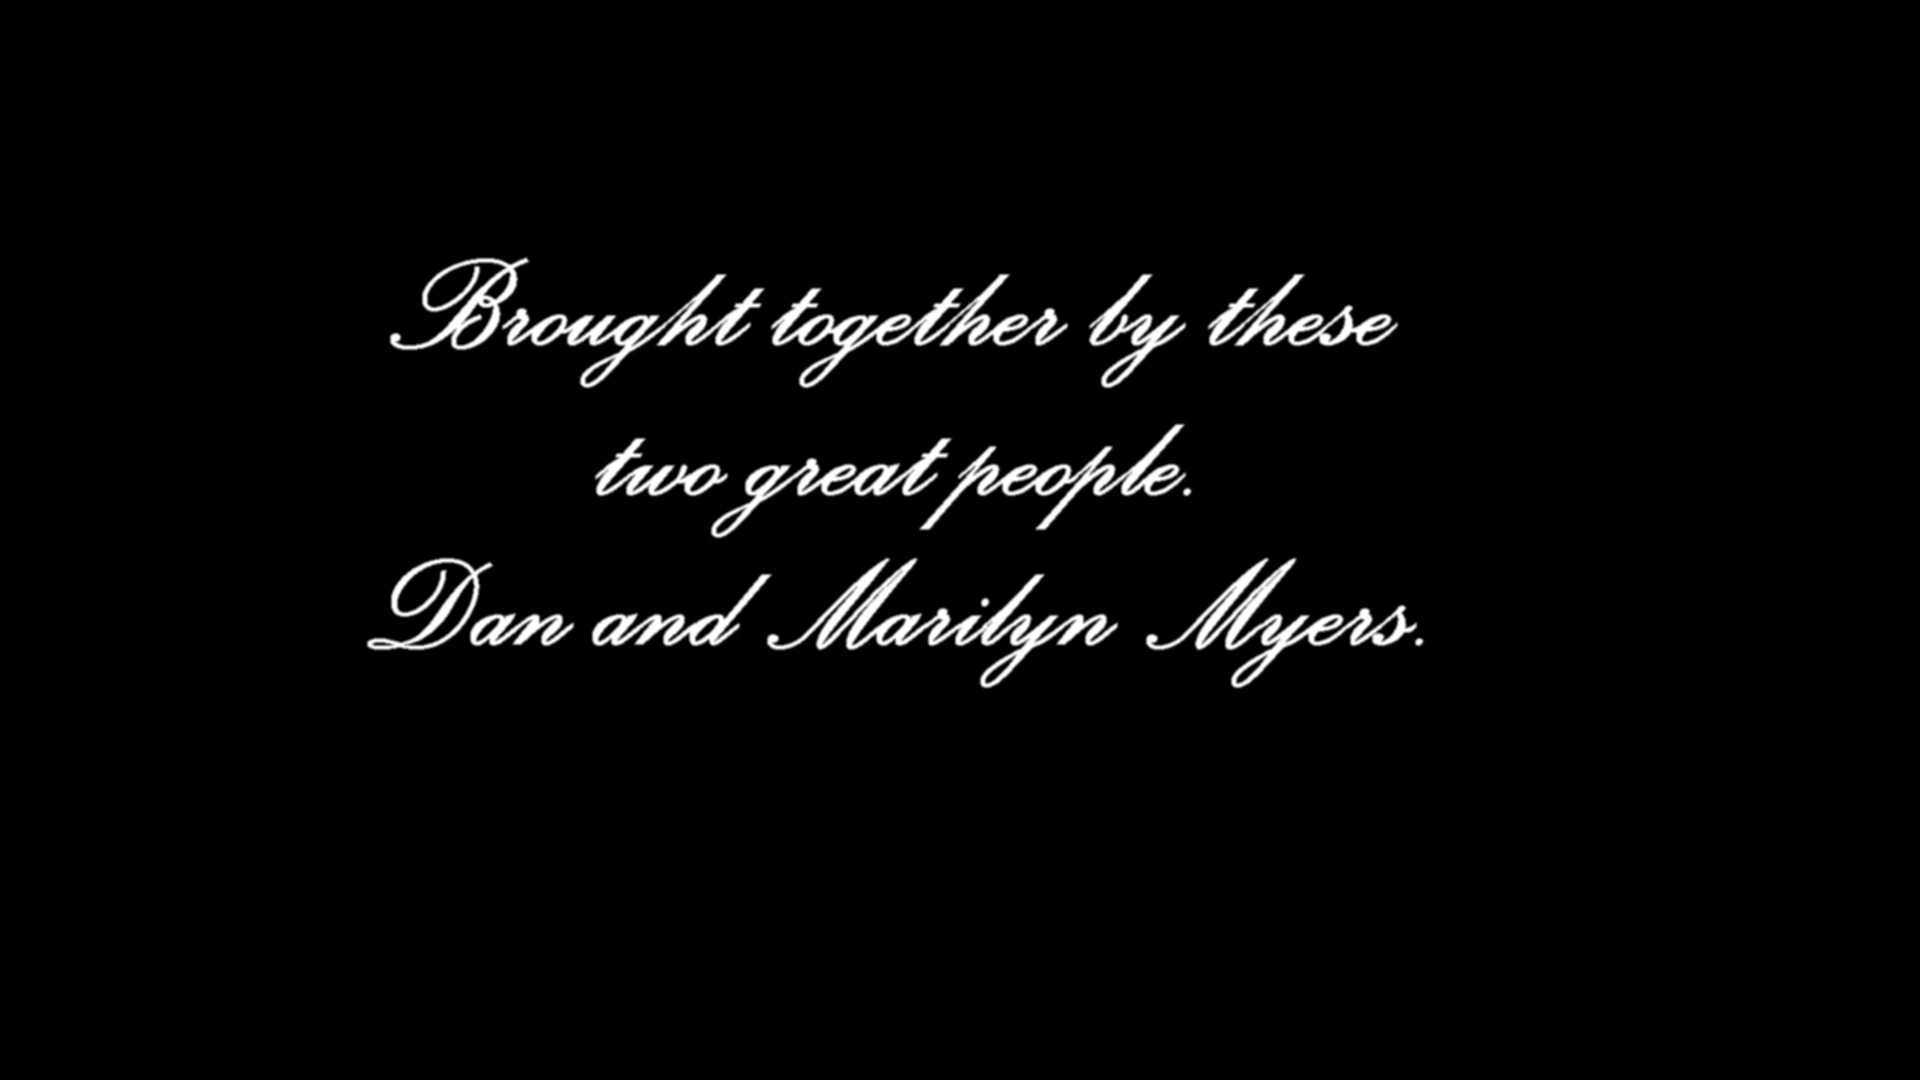 Brought together by these
two great people.
Dan and Marilyn Myers.